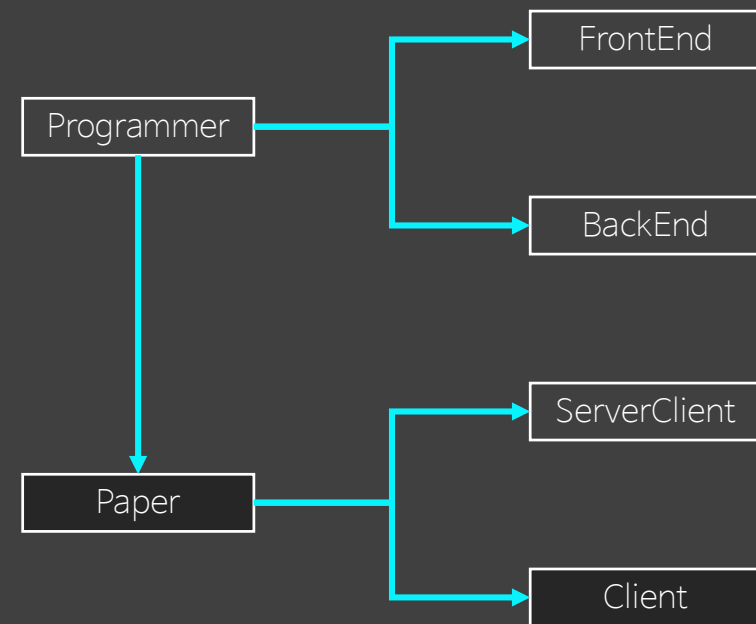 FrontEnd
Programmer
BackEnd
ServerClient
Paper
Client